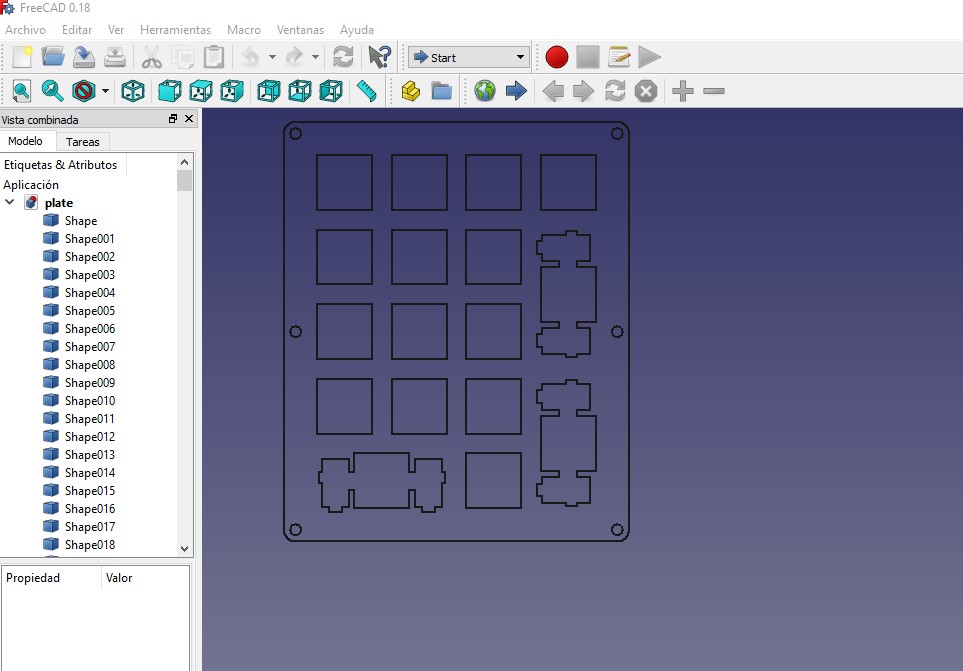 FreeCAD 0.18
Archivo Editar Ver Herramientas Macro Ventanas Ayuda
Start
Vista combinada
Modelo Tareas
Etiquetas & Atributos
Aplicación
plate
Shape
Shape001
Shape002
Shape003
Shape004
Shape005
Shape006
Shape007
Shape008
Shape009
Shape010
Shape011
Shape012
Shape013
Shape014
Shape015
Shape016
Shape017
Shape018
Propiedad Valor